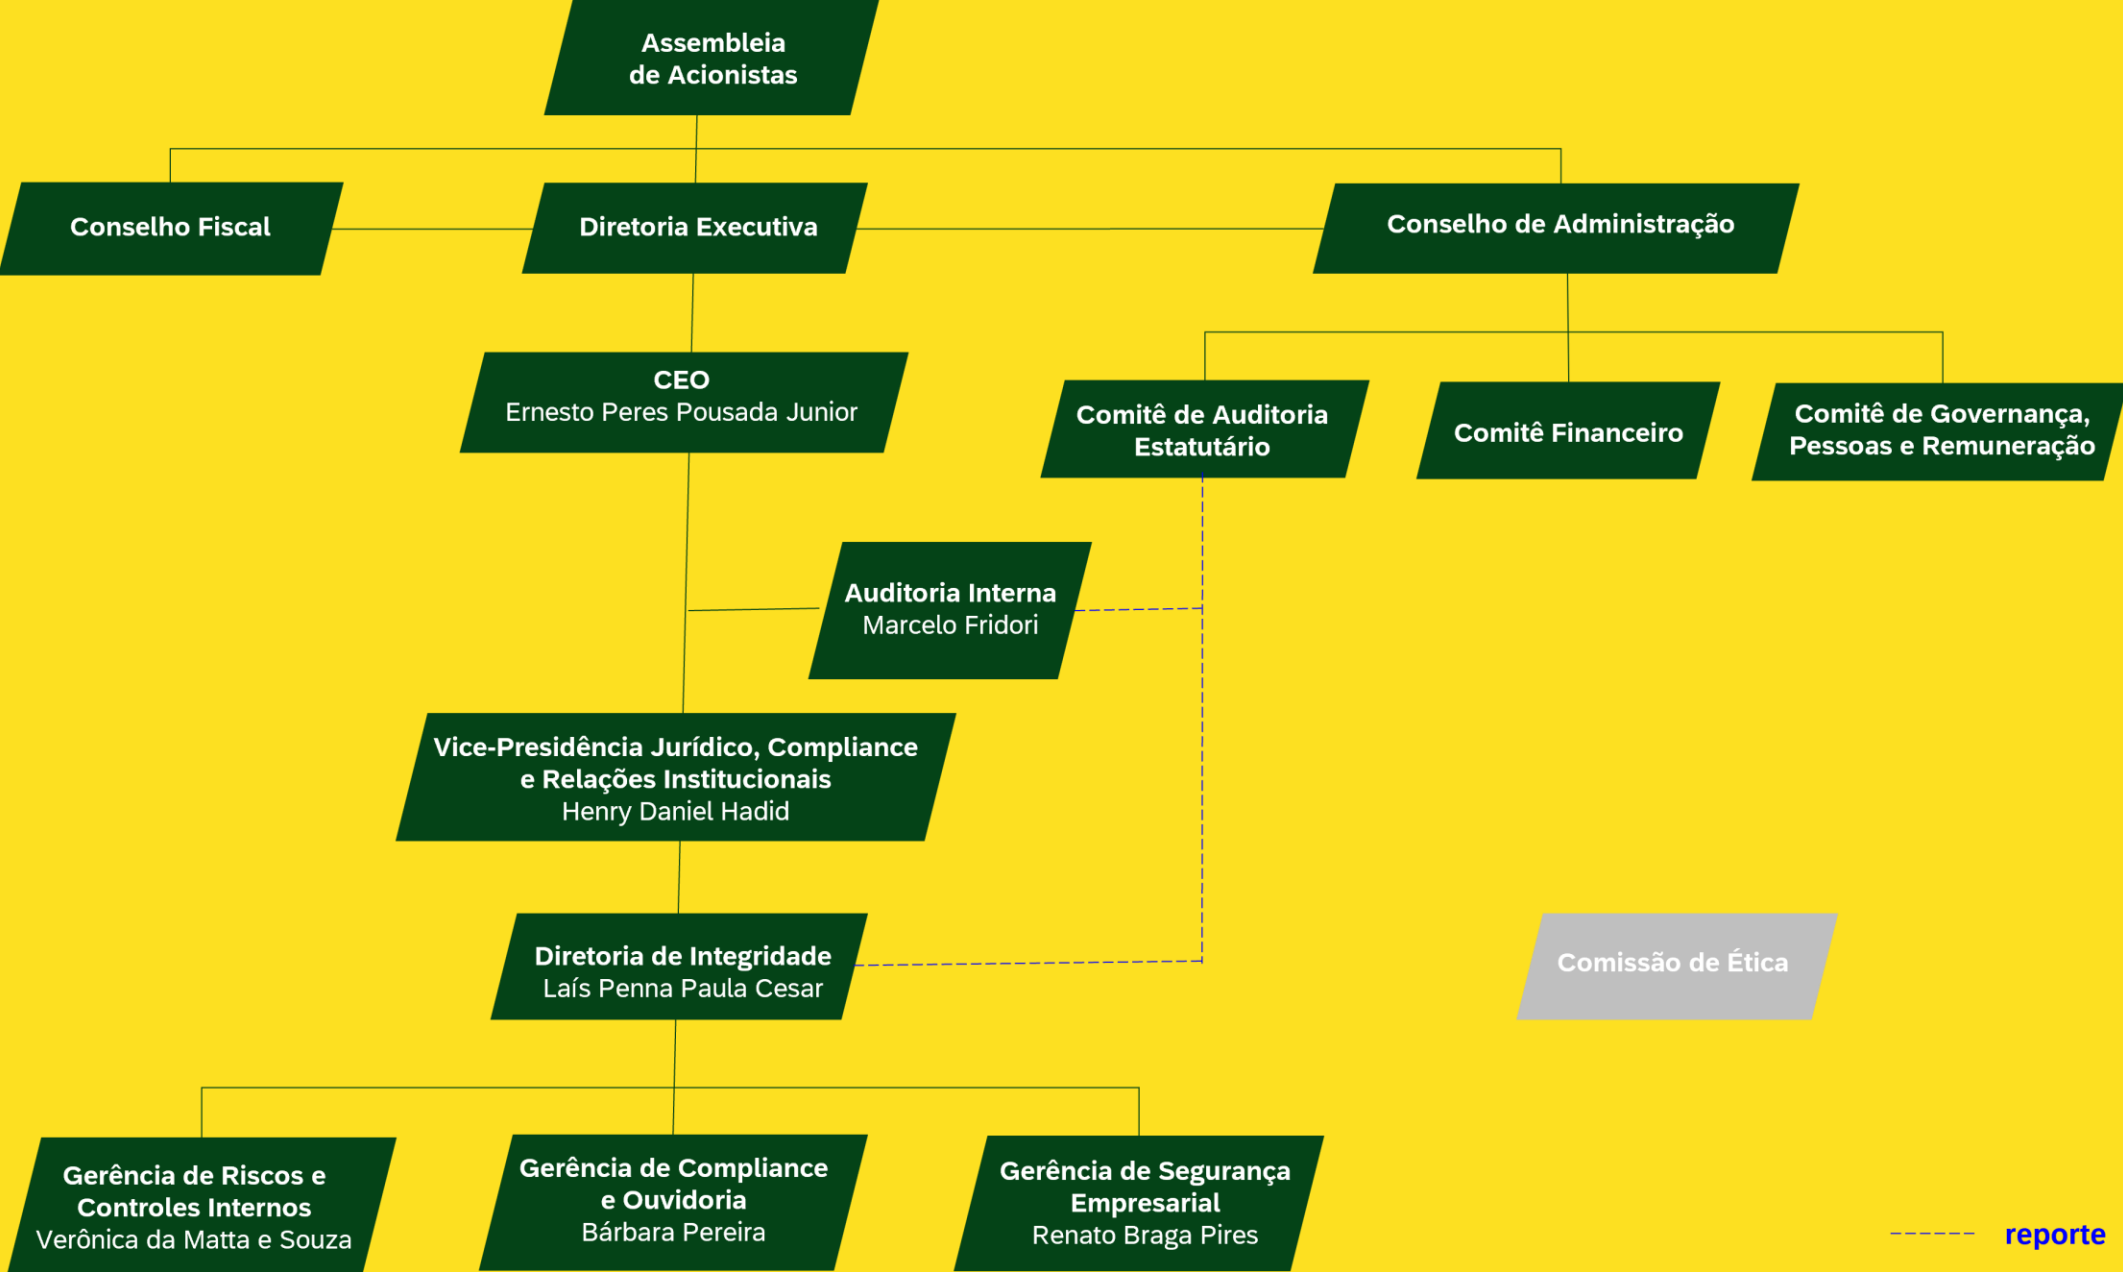 Assembleia
de Acionistas
Conselho Fiscal
Diretoria Executiva
Conselho de Administração
CEO
Ernesto Peres Pousada Junior
Comitê de Auditoria
Estatutário
Comitê Financeiro
Comitê de Governança,
Pessoas e Remuneração
Auditoria Interna
Marcelo Fridori
Vice-Presidência Jurídico, Compliance
e Relações Institucionais
Henry Daniel Hadid
Diretoria de Integridade
Laís Penna Paula Cesar
Comissão de Ética
Gerência de Riscos e
Controles Internos
Verônica da Matta e Souza
Gerência de Compliance
e Ouvidoria
Bárbara Pereira
Gerência de Segurança
Empresarial
Renato Braga Pires
reporte